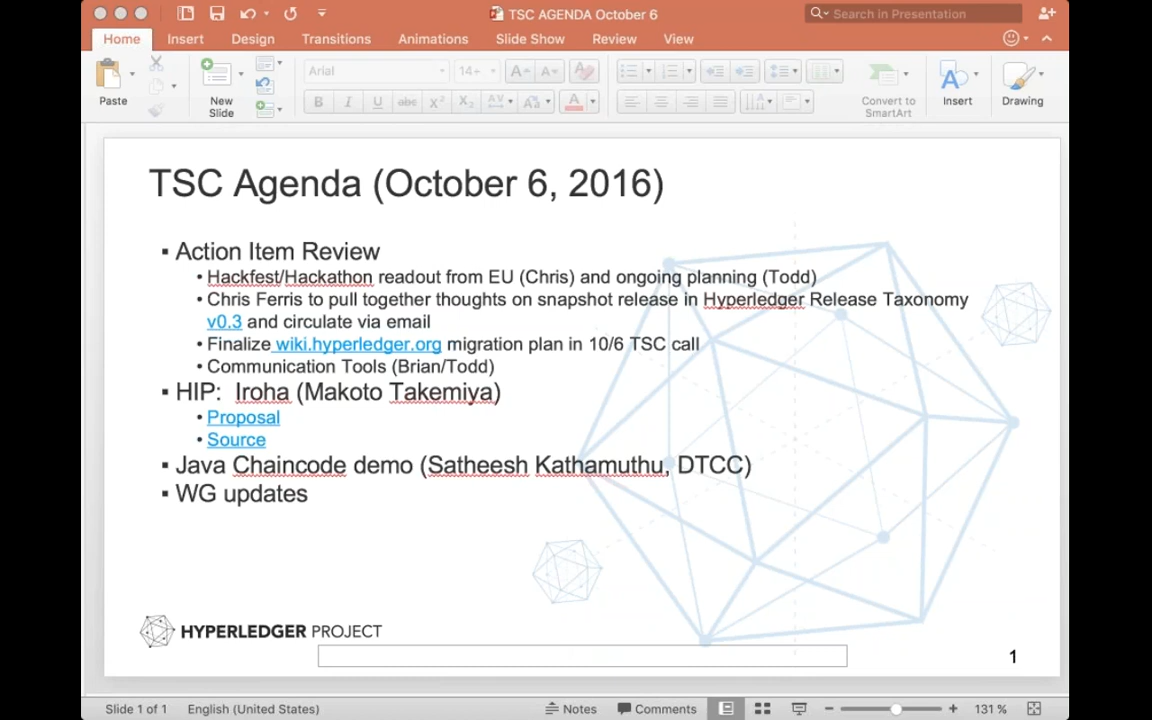 TSC AGENDA October 6
Search in Presentation
Home Insert Design Transitions Animations Slide Show Review View
Paste
New
Slide
Arial
14+
Convert to
SmartArt
Insert
Drawing
TSC Agenda (October 6, 2016)
▪ Action Item Review
• Hackfest/Hackathon readout from EU (Chris) and ongoing planning (Todd)
• Chris Ferris to pull together thoughts on snapshot release in Hyperledger Release Taxonomy
v0.3 and circulate via email
• Finalize wiki.hyperledger.org migration plan in 10/6 TSC call
• Communication Tools (Brian/Todd)
▪ HIP: Iroha (Makoto Takemiya)
• Proposal
• Source
▪ Java Chaincode demo (Satheesh Kathamuthu, DTCC)
▪ WG updates
HYPERLEDGER PROJECT
1
Slide 1 of 1 English (United States) Notes Comments 131 %